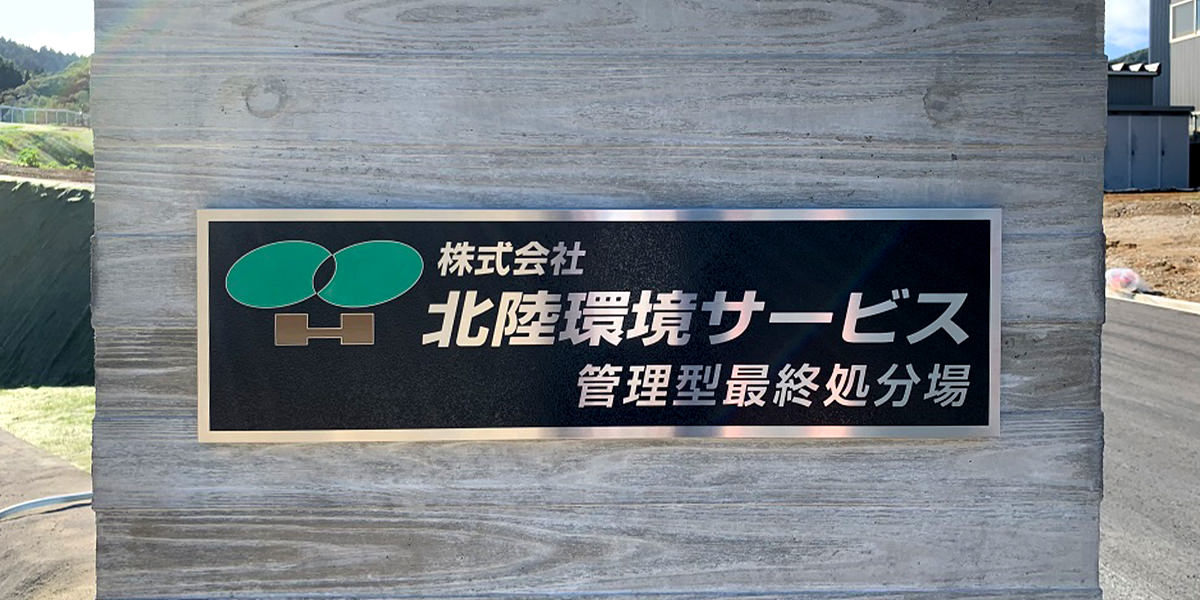 株式会社
北陸環境サービス
管理型最終処分場